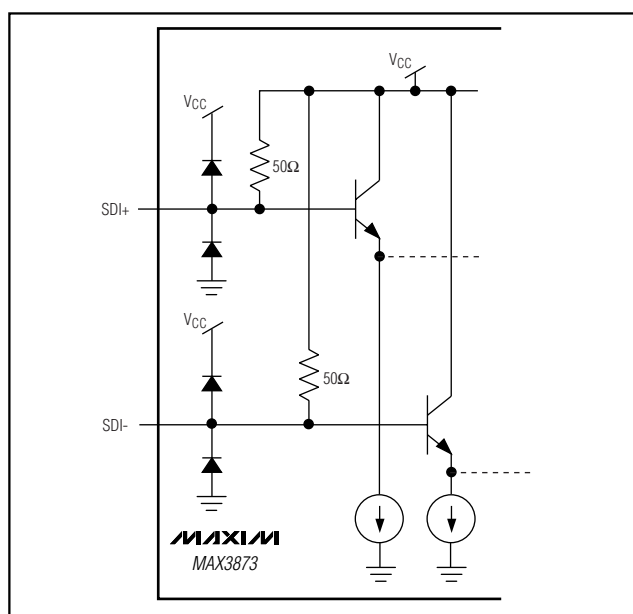 VCC
VCC
50Ω
SDI+
VCC
50Ω
SDI-
MAXIM
MAX3873